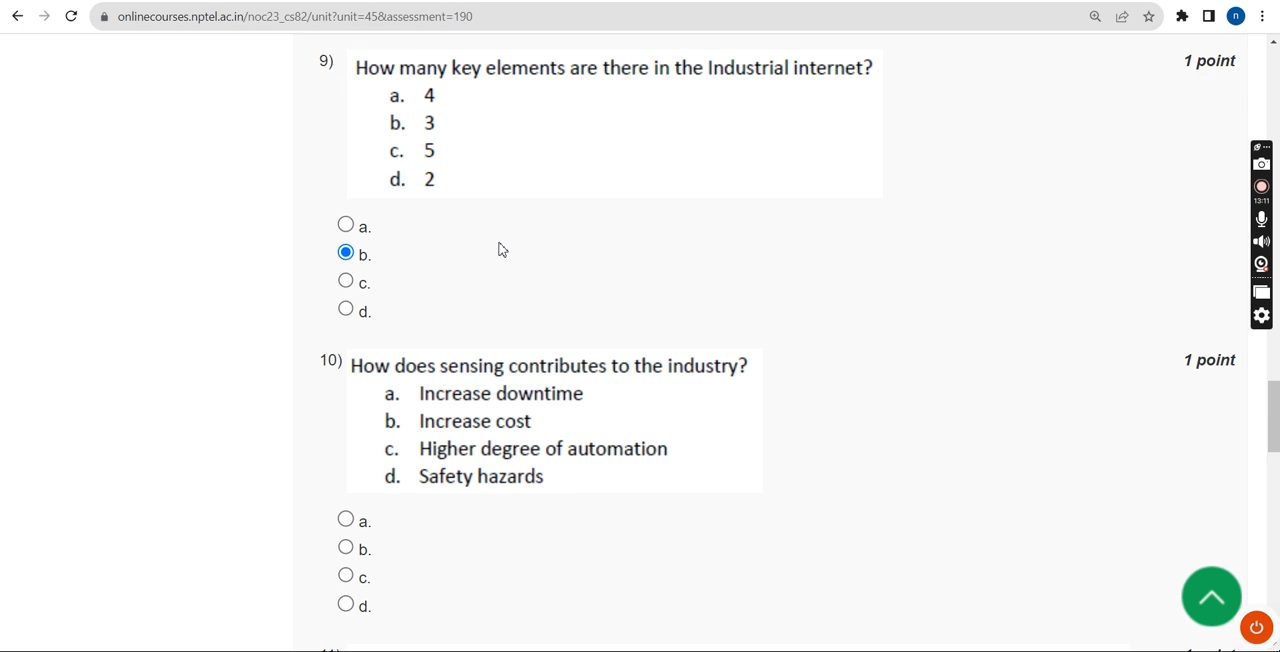 onlinecourses.nptel.ac.in/noc23_cs82/unit?unit=45&assessment=190
n
9) How many key elements are there in the Industrial internet? 1 point
a. 4
b. 3
c. 5
d. 2
a.
b.
c.
d.
13:11
10) How does sensing contributes to the industry? 1 point
a. Increase downtime
b. Increase cost
c. Higher degree of automation
d. Safety hazards
a.
b.
c.
d.